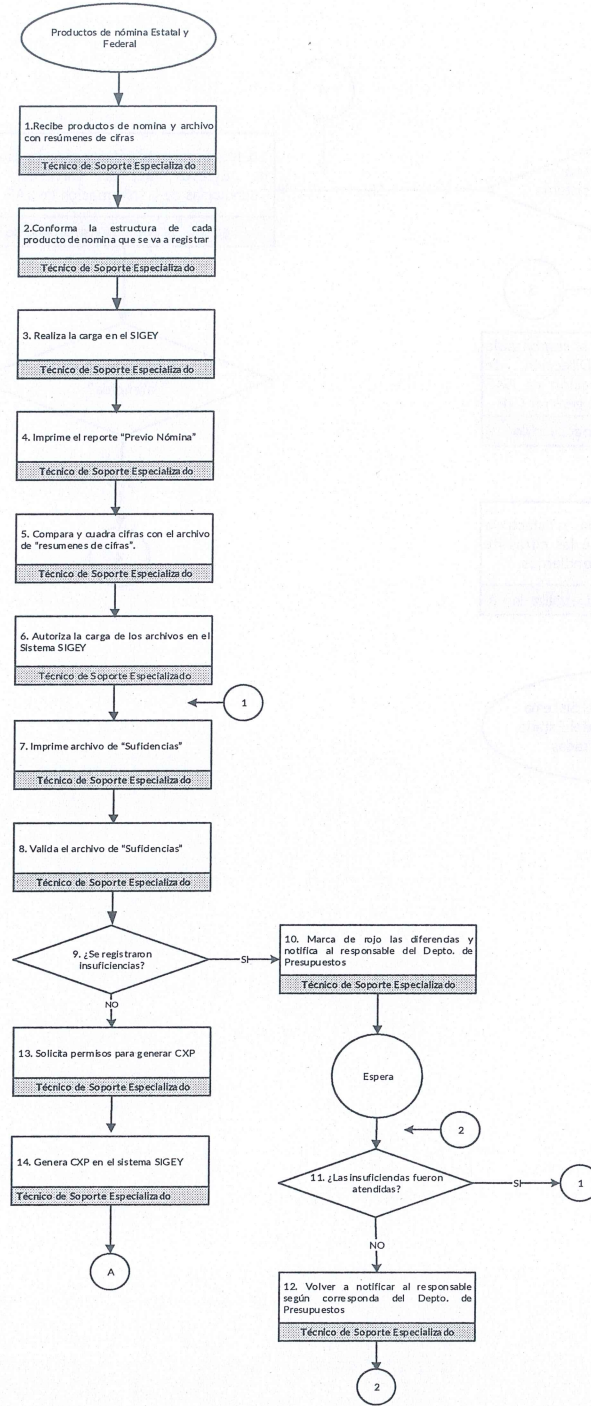 Productos de nómina Estatal y
Federal
1.Recibe productos de nomina y archivo
con resúmenes de cifras
Técnico de Soporte Especializado
2.Conforma la estructura de cada
producto de nomina que se va a registrar
Técnico de Soporte Especializado
3. Realiza la carga en el SIGEY
Técnico de Soporte Especializado
4. Imprime el reporte “Previo Nómina”
Técnico de Soporte Especializado
5. Compara y cuadra cifras con el archivo
de “resumenes de cifras”.
Técnico de Soporte Especializado
6. Autoriza la carga de los archivos en el
Sistema SIGEY
Técnico de Soporte Especializado
1
7. Imprime archivo de “Suficiencias”
Técnico de Soporte Especializado
8. Valida el archivo de “Suficiencias”
Técnico de Soporte Especializado
9. ¿Se registraron
insuficiencias?
SI
NO
10. Marca de rojo las diferencias y
notifica al responsable del Depto. de
Presupuestos
Técnico de Soporte Especializado
13. Solicita permisos para generar CXP
Técnico de Soporte Especializado
14. Genera CXP en el sistema SIGEY
Técnico de Soporte Especializado
A
Espera
2
11. ¿Las insuficiencias fueron
atendidas?
SI
1
NO
12. Volver a notificar al responsable
según corresponda del Depto. de
Presupuestos
Técnico de Soporte Especializado
2